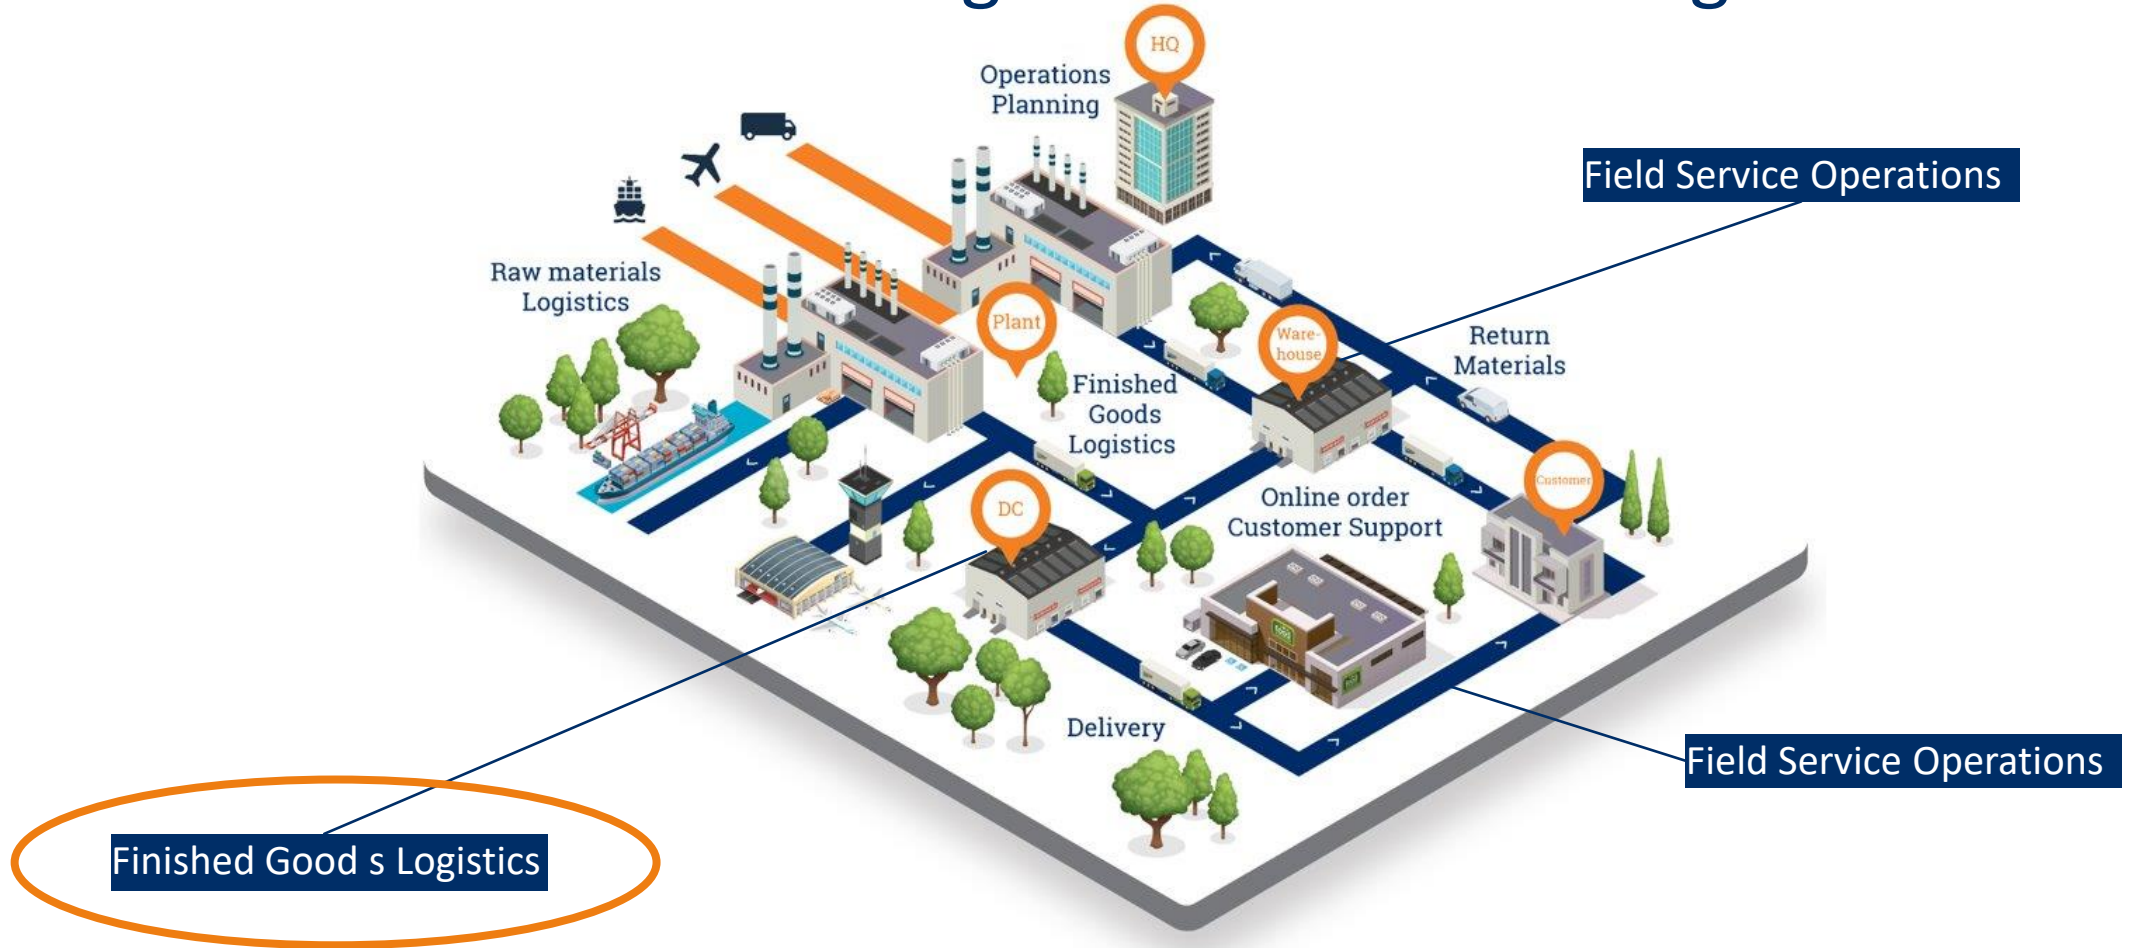 HQ
Operations
Planning
Field Service Operations
Raw materials
Logistics
Plant
Ware-
house
Return
Materials
Finished
Goods
Logistics
Customer
DC
Online order
Customer Support
Delivery
Field Service Operations
Finished Good s Logistics